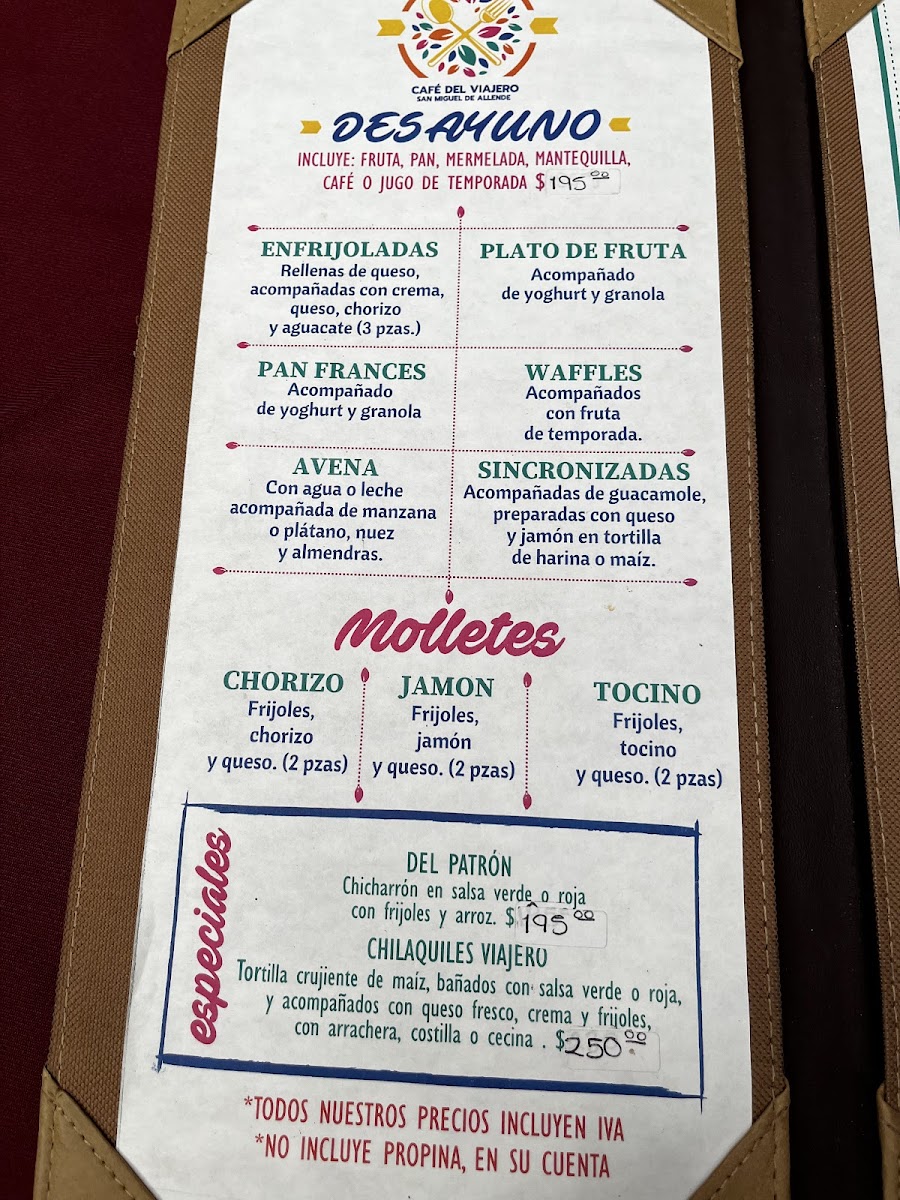 CAFÉ DEL VIAJERO
SAN MIGUEL DE ALLENDE
DESAYUNO
INCLUYE: FRUTA, PAN, MERMELADA, MANTEQUILLA,
CAFÉ O JUGO DE TEMPORADA $195.00
ENFRIJOLADAS
Rellenas de queso,
acompañadas con crema,
queso, chorizo
y aguacate (3 pzas.)
PLATO DE FRUTA
Acompañado
de yoghurt y granola
PAN FRANCES
Acompañado
de yoghurt y granola
WAFFLES
Acompañados
con fruta
de temporada.
AVENA
Con agua o leche
acompañada de manzana
o plátano, nuez
y almendras.
SINCRONIZADAS
Acompañadas de guacamole,
preparadas con queso
y jamón en tortilla
de harina o maíz.
Molletes
CHORIZO
Frijoles,
chorizo
y queso. (2 pzas)
JAMON
Frijoles,
jamón
y queso. (2 pzas)
TOCINO
Frijoles,
tocino
y queso. (2 pzas)
especiales
DEL PATRÓN
Chicharrón en salsa verde o roja
con frijoles y arroz. $195.00
CHILAQUILES VIAJERO
Tortilla crujiente de maíz, bañados con salsa verde o roja,
y acompañados con queso fresco, crema y frijoles,
con arrachera, costilla o cecina . $250.00
*TODOS NUESTROS PRECIOS INCLUYEN IVA
*NO INCLUYE PROPINA, EN SU CUENTA